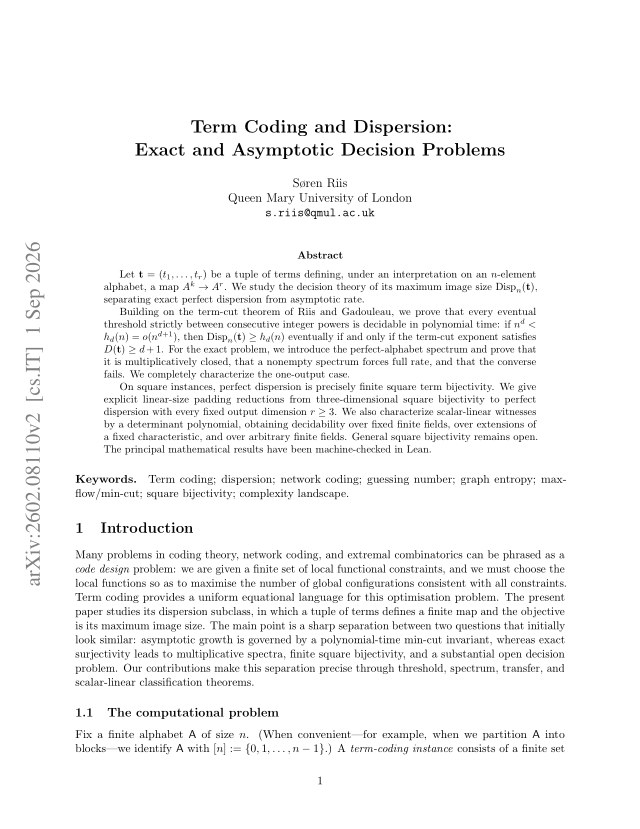 Term Coding and Dispersion:
Exact and Asymptotic Decision Problems
Søren Riis
Queen Mary University of London
s.riis@qmul.ac.uk
arXiv:2602.08110v2 [cs.IT] 1 Sep 2026
Abstract
Let t = (t₁, . . . , tᵣ) be a tuple of terms defining, under an interpretation on an n-element
alphabet, a map Aᵏ → Aʳ. We study the decision theory of its maximum image size Dispₙ(t),
separating exact perfect dispersion from asymptotic rate.
Building on the term-cut theorem of Riis and Gadouleau, we prove that every eventual
threshold strictly between consecutive integer powers is decidable in polynomial time: if nᵈ <
h_d(n) = o(nᵈ⁺¹), then Dispₙ(t) ≥ h_d(n) eventually if and only if the term-cut exponent satisfies
D(t) ≥ d + 1. For the exact problem, we introduce the perfect-alphabet spectrum and prove that
it is multiplicatively closed, that a nonempty spectrum forces full rate, and that the converse
fails. We completely characterize the one-output case.
On square instances, perfect dispersion is precisely finite square term bijectivity. We give
explicit linear-size padding reductions from three-dimensional square bijectivity to perfect
dispersion with every fixed output dimension r ≥ 3. We also characterize scalar-linear witnesses
by a determinant polynomial, obtaining decidability over fixed finite fields, over extensions
of a fixed characteristic, and over arbitrary finite fields. General square bijectivity remains open.
The principal mathematical results have been machine-checked in Lean.
Keywords. Term coding; dispersion; network coding; guessing number; graph entropy; max-
flow/min-cut; square bijectivity; complexity landscape.
1 Introduction
Many problems in coding theory, network coding, and extremal combinatorics can be phrased as
a code design problem: we are given a finite set of local functional constraints, and we must choose the
local functions so as to maximise the number of global configurations consistent with all constraints.
Term coding provides a uniform equational language for this optimisation problem. The present
paper studies its dispersion subclass, in which a tuple of terms defines a finite map and the objective
is its maximum image size. The main point is a sharp separation between two questions that initially
look similar: asymptotic growth is governed by a polynomial-time min-cut invariant, whereas exact
surjectivity leads to multiplicative spectra, finite square bijectivity, and a substantial open decision
problem. Our contributions make this separation precise through threshold, spectrum, transfer, and
scalar-linear classification theorems.
1.1 The computational problem
Fix a finite alphabet A of size n. (When convenient—for example, when we partition A into
blocks—we identify A with [n] := {0, 1, . . . , n − 1}.) A term-coding instance consists of a finite set
1